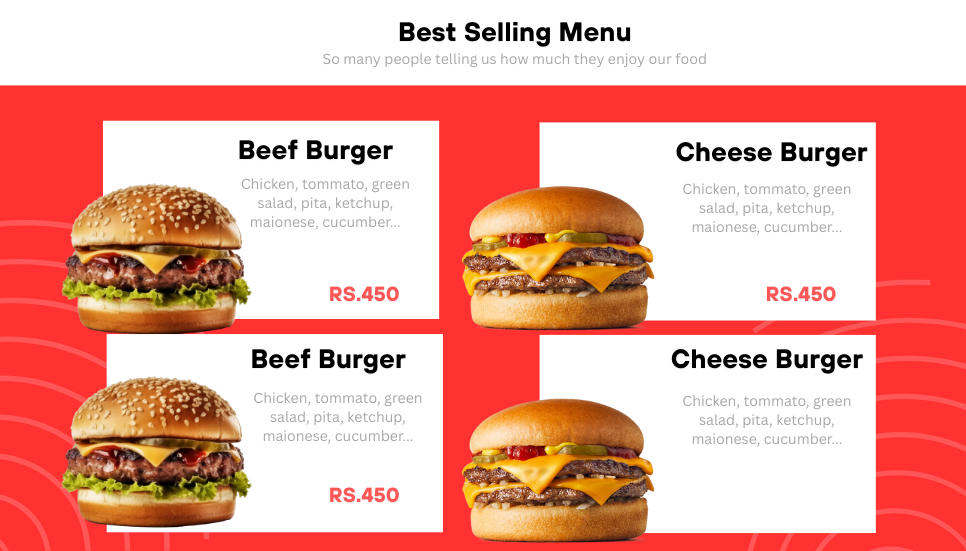 Best Selling Menu
So many people telling us how much they enjoy our food
Beef Burger
Chicken, tommato, green
salad, pita, ketchup,
maionese, cucumber...
RS.450
Cheese Burger
Chicken, tommato, green
salad, pita, ketchup,
maionese, cucumber...
RS.450
Beef Burger
Chicken, tommato, green
salad, pita, ketchup,
maionese, cucumber...
RS.450
Cheese Burger
Chicken, tommato, green
salad, pita, ketchup,
maionese, cucumber...